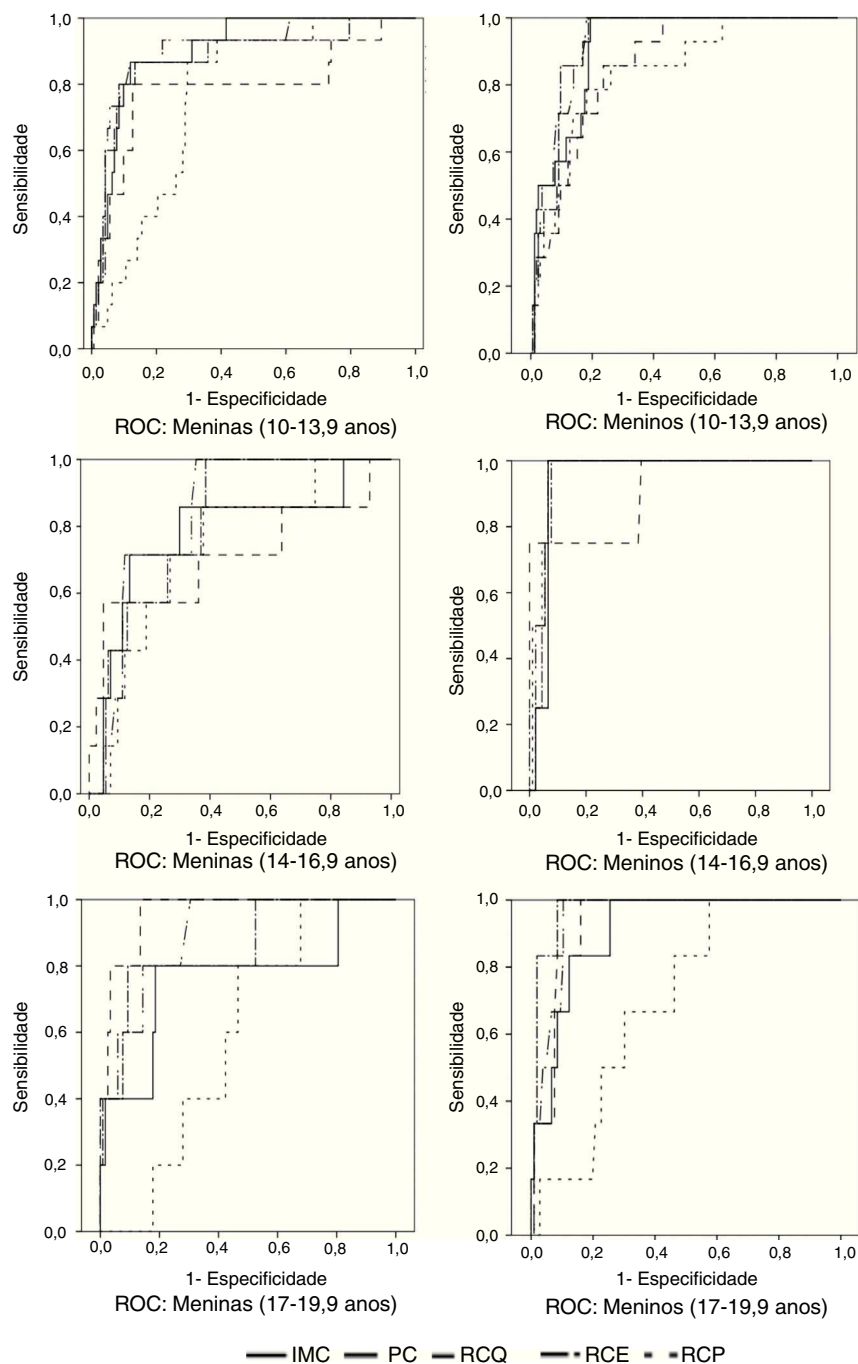 1,0 1,0
0,8 0,8
0,6 0,6
0,4 0,4
0,2 0,2
0,0 0,0
Sensibilidade Sensibilidade
0,0 0,2 0,4 0,6 0,8 1,0 0,0 0,2 0,4 0,6 0,8 1,0
1- Especificidade 1- Especificidade
ROC: Meninas (10-13,9 anos) ROC: Meninos (10-13,9 anos)
1,0 1,0
0,8 0,8
0,6 0,6
0,4 0,4
0,2 0,2
0,0 0,0
Sensibilidade Sensibilidade
0,0 0,2 0,4 0,6 0,8 1,0 0,0 0,2 0,4 0,6 0,8 1,0
1- Especificidade 1- Especificidade
ROC: Meninas (14-16,9 anos) ROC: Meninos (14-16,9 anos)
1,0 1,0
0,8 0,8
0,6 0,6
0,4 0,4
0,2 0,2
0,0 0,0
Sensibilidade Sensibilidade
0,0 0,2 0,4 0,6 0,8 1,0 0,0 0,2 0,4 0,6 0,8 1,0
1- Especificidade 1- Especificidade
ROC: Meninas (17-19,9 anos) ROC: Meninos (17-19,9 anos)
IMC PC RCQ RCE RCP